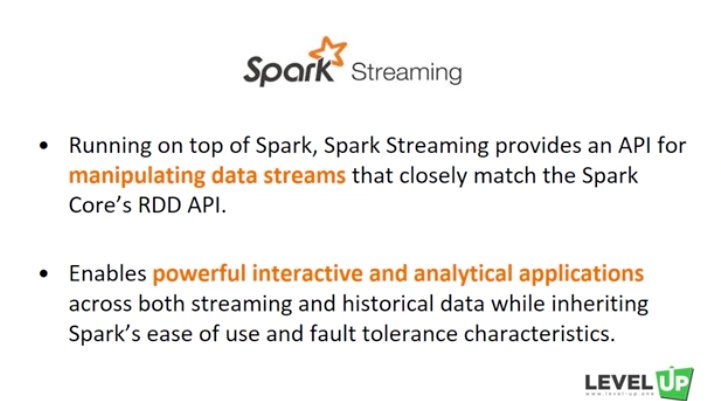 Spark Streaming
• Running on top of Spark, Spark Streaming provides an API for
manipulating data streams that closely match the Spark
Core's RDD API.
• Enables powerful interactive and analytical applications
across both streaming and historical data while inheriting
Spark's ease of use and fault tolerance characteristics.
LEVEL UP
www.level-up.one